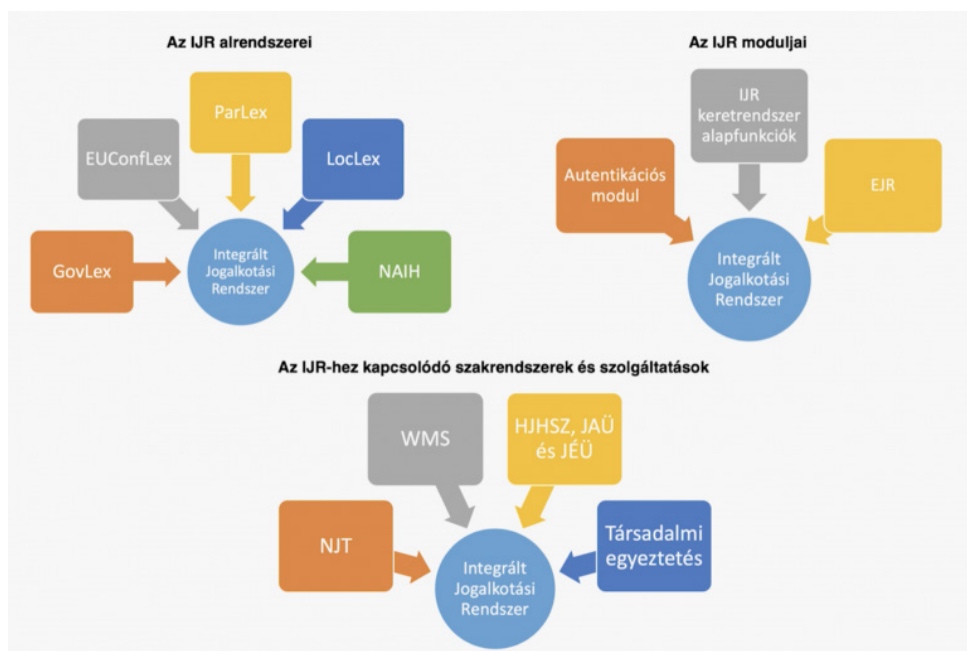 Az IJR alrendszerei
ParLex
EUConfLex
LocLex
GovLex
Integrált
Jogalkotási
Rendszer
NAIH
Az IJR moduljai
IJR
keretrendszer
alapfunkciók
Autentikációs
modul
EJR
Integrált
Jogalkotási
Rendszer
Az IJR-hez kapcsolódó szakrendszerek és szolgáltatások
WMS
HJHSZ, JAÜ
és JÉÜ
NJT
Társadalmi
egyeztetés
Integrált
Jogalkotási
Rendszer